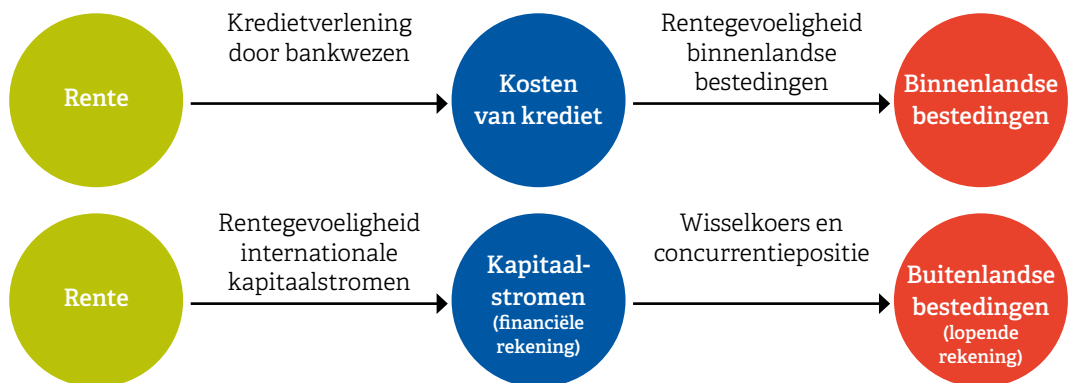 Kredietverlening
door bankwezen
Rentegevoeligheid
binnenlandse
bestedingen
Rente
Kosten
van krediet
Binnenlandse
bestedingen
Rentegevoeligheid
internationale
kapitaalstromen
Wisselkoers en
concurrentiepositie
Rente
Kapitaal-
stromen
(financiële
rekening)
Buitenlandse
bestedingen
(lopende
rekening)